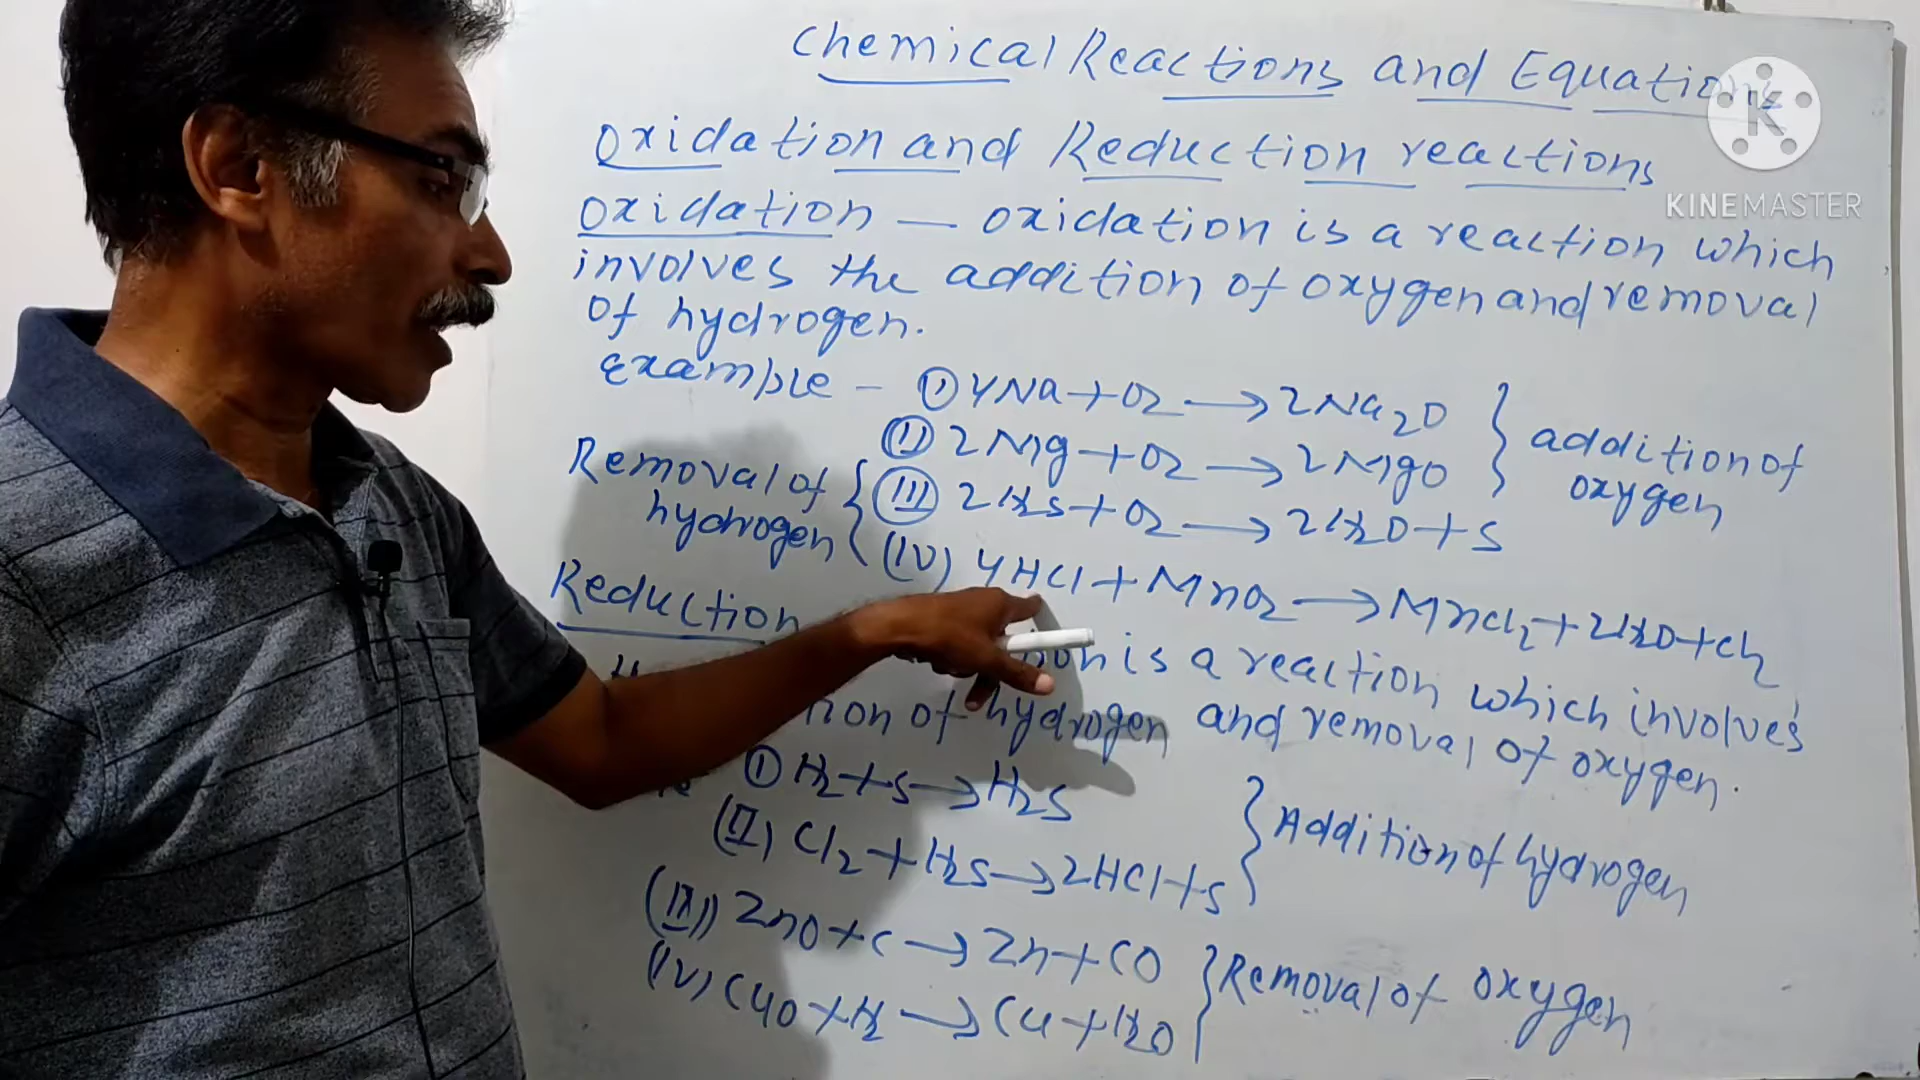 Chemical Reactions and Equations
Oxidation and Reduction reactions
Oxidation — Oxidation is a reaction which
involves the addition of oxygen and removal
of hydrogen.
Example - (I) 4Na + O2 → 2Na2O } addition of oxygen
(II) 2Mg + O2 → 2MgO
Removal of hydrogen { (III) 2H2S + O2 → 2H2O + S
(IV) 4HCl + MnO2 → MnCl2 + 2H2O + Cl2
Reduction is a reaction which involves
of hydrogen and removal of oxygen.
(I) H2 + S → H2S } Addition of hydrogen
(II) Cl2 + H2S → 2HCl + S
(III) ZnO + C → Zn + CO } Removal of oxygen
(IV) CuO + H2 → Cu + H2O
K
KINEMASTER